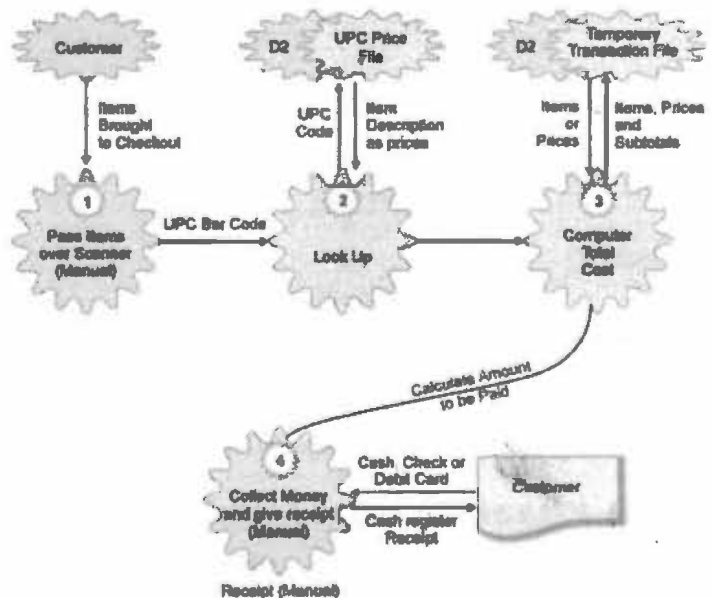 Customer
D2
UPC Price
File
D2
Temporary
Transaction File
Items
Brought
to Checkout
UPC
Code
Item
Description
as prices
Items
or
Prices
Items, Prices
and
Subtotals
1
Pass Items
over Scanner
(Manual)
UPC Bar Code
2
Look Up
3
Computer
Total
Cost
Calculate Amount
to be Paid
4
Collect Money
and give receipt
(Manual)
Cash, Check or
Debit Card
Cash register
Receipt
Customer
Receipt (Manual)